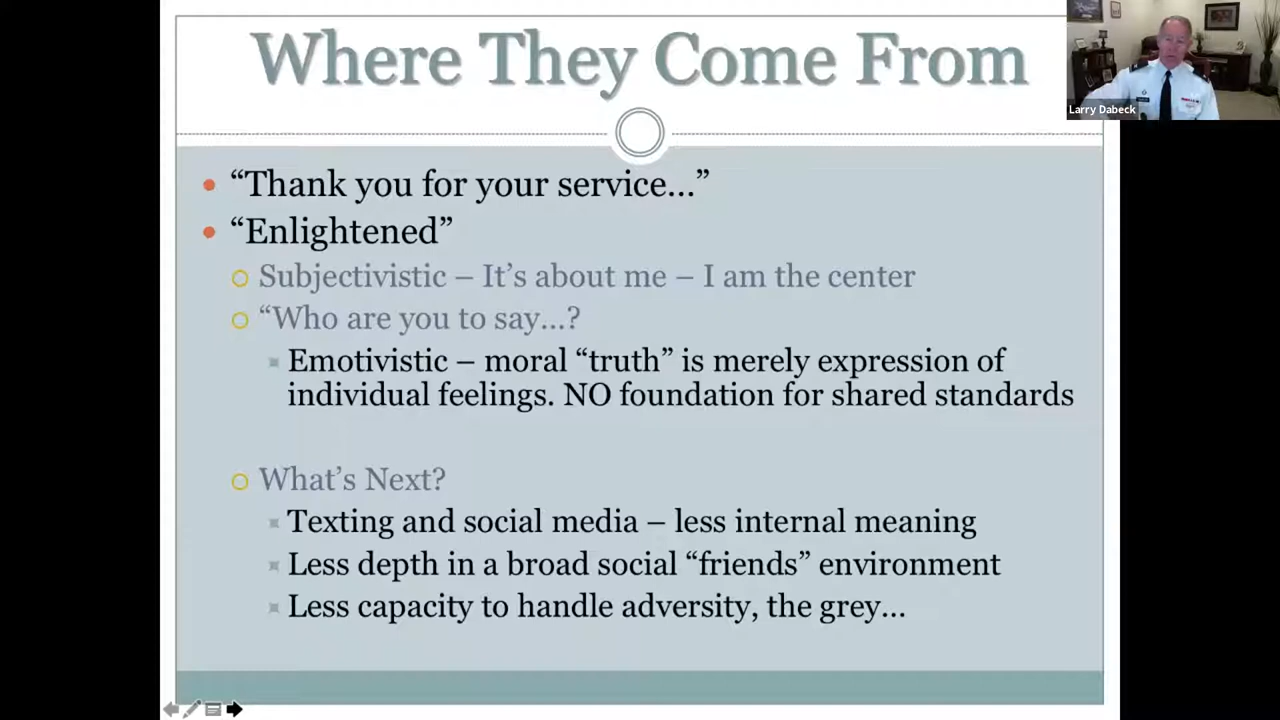 Where They Come From
Larry Dabeck
“Thank you for your service…”
“Enlightened”
Subjectivistic – It’s about me – I am the center
“Who are you to say…?
Emotivistic – moral “truth” is merely expression of
individual feelings. NO foundation for shared standards
What’s Next?
Texting and social media – less internal meaning
Less depth in a broad social “friends” environment
Less capacity to handle adversity, the grey…